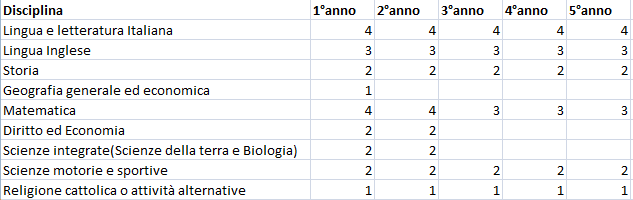 Disciplina 1°anno 2°anno 3°anno 4°anno 5°anno
Lingua e letteratura Italiana 4 4 4 4 4
Lingua Inglese 3 3 3 3 3
Storia 2 2 2 2 2
Geografia generale ed economica 1
Matematica 4 4 3 3 3
Diritto ed Economia 2 2
Scienze integrate(Scienze della terra e Biologia) 2 2
Scienze motorie e sportive 2 2 2 2 2
Religione cattolica o attività alternative 1 1 1 1 1